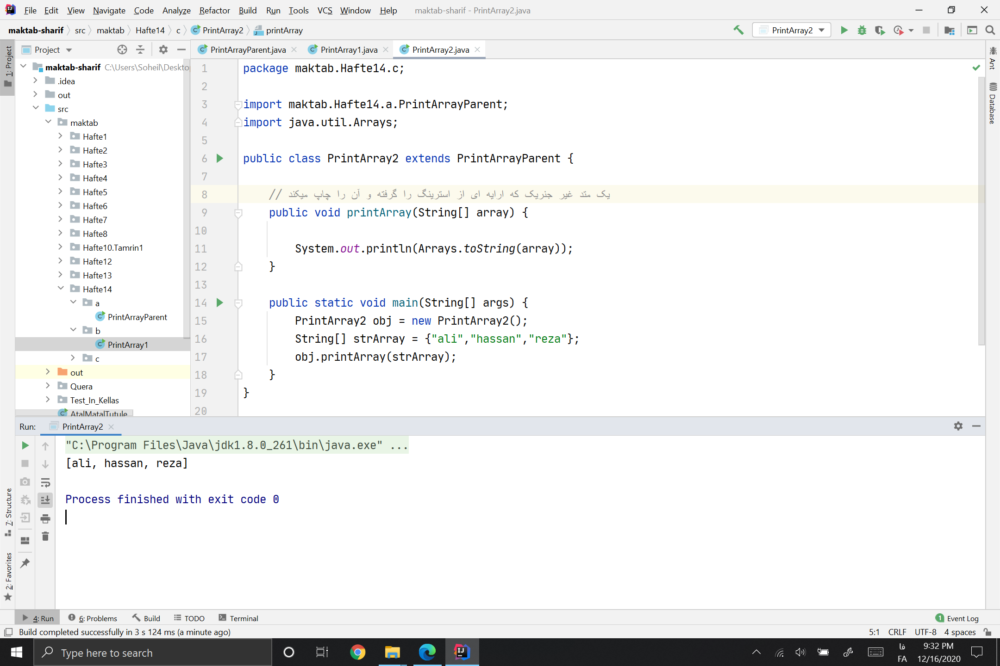 File Edit View Navigate Code Analyze Refactor Build Run Tools VCS Window Help maktab-sharif - PrintArray2.java
maktab-sharif src maktab Hafte14 c PrintArray2 printArray PrintArray2
1: Project
Project
PrintArrayParent.java PrintArray1.java PrintArray2.java
maktab-sharif C:\Users\Soheil\Deskto
.idea
out
src
maktab
Hafte1
Hafte2
Hafte3
Hafte4
Hafte5
Hafte6
Hafte7
Hafte8
Hafte10.Tamrin1
Hafte12
Hafte13
Hafte14
a
PrintArrayParent
b
PrintArray1
c
out
Quera
Test_In_Kellas
AtalMatalTutule
1 package maktab.Hafte14.c;
2
3 import maktab.Hafte14.a.PrintArrayParent;
4 import java.util.Arrays;
5
6 public class PrintArray2 extends PrintArrayParent {
7
8 // یک متد غیر جنریک که ارایه ای از استرینگ را گرفته و آن را چاپ میکند
9 public void printArray(String[] array) {
10
11 System.out.println(Arrays.toString(array));
12 }
13
14 public static void main(String[] args) {
15 PrintArray2 obj = new PrintArray2();
16 String[] strArray = {"ali","hassan","reza"};
17 obj.printArray(strArray);
18 }
19 }
20
Ant
Database
Run: PrintArray2
"C:\Program Files\Java\jdk1.8.0_261\bin\java.exe" ...
[ali, hassan, reza]
Process finished with exit code 0
7: Structure
2: Favorites
4: Run 6: Problems Build TODO Terminal 1 Event Log
Build completed successfully in 3 s 124 ms (a minute ago) 5:1 CRLF UTF-8 4 spaces
Type here to search
فا
FA
9:32 PM
12/16/2020